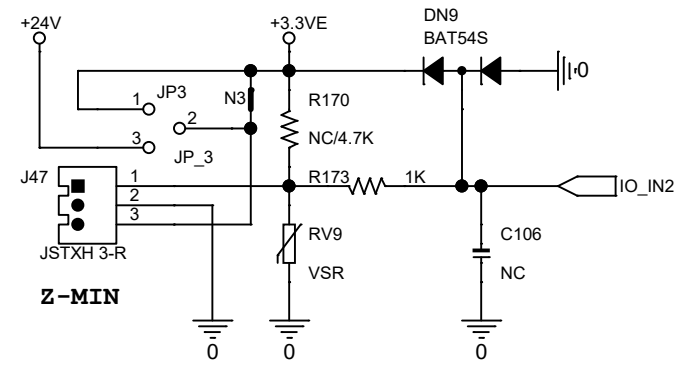 +24V
+3.3VE
DN9
BAT54S
0
JP3
1
N3
R170
2
NC/4.7K
3
JP_3
J47
1
R173
1K
IO_IN2
2
3
RV9
C106
JSTXH 3-R
VSR
NC
Z-MIN
0
0
0